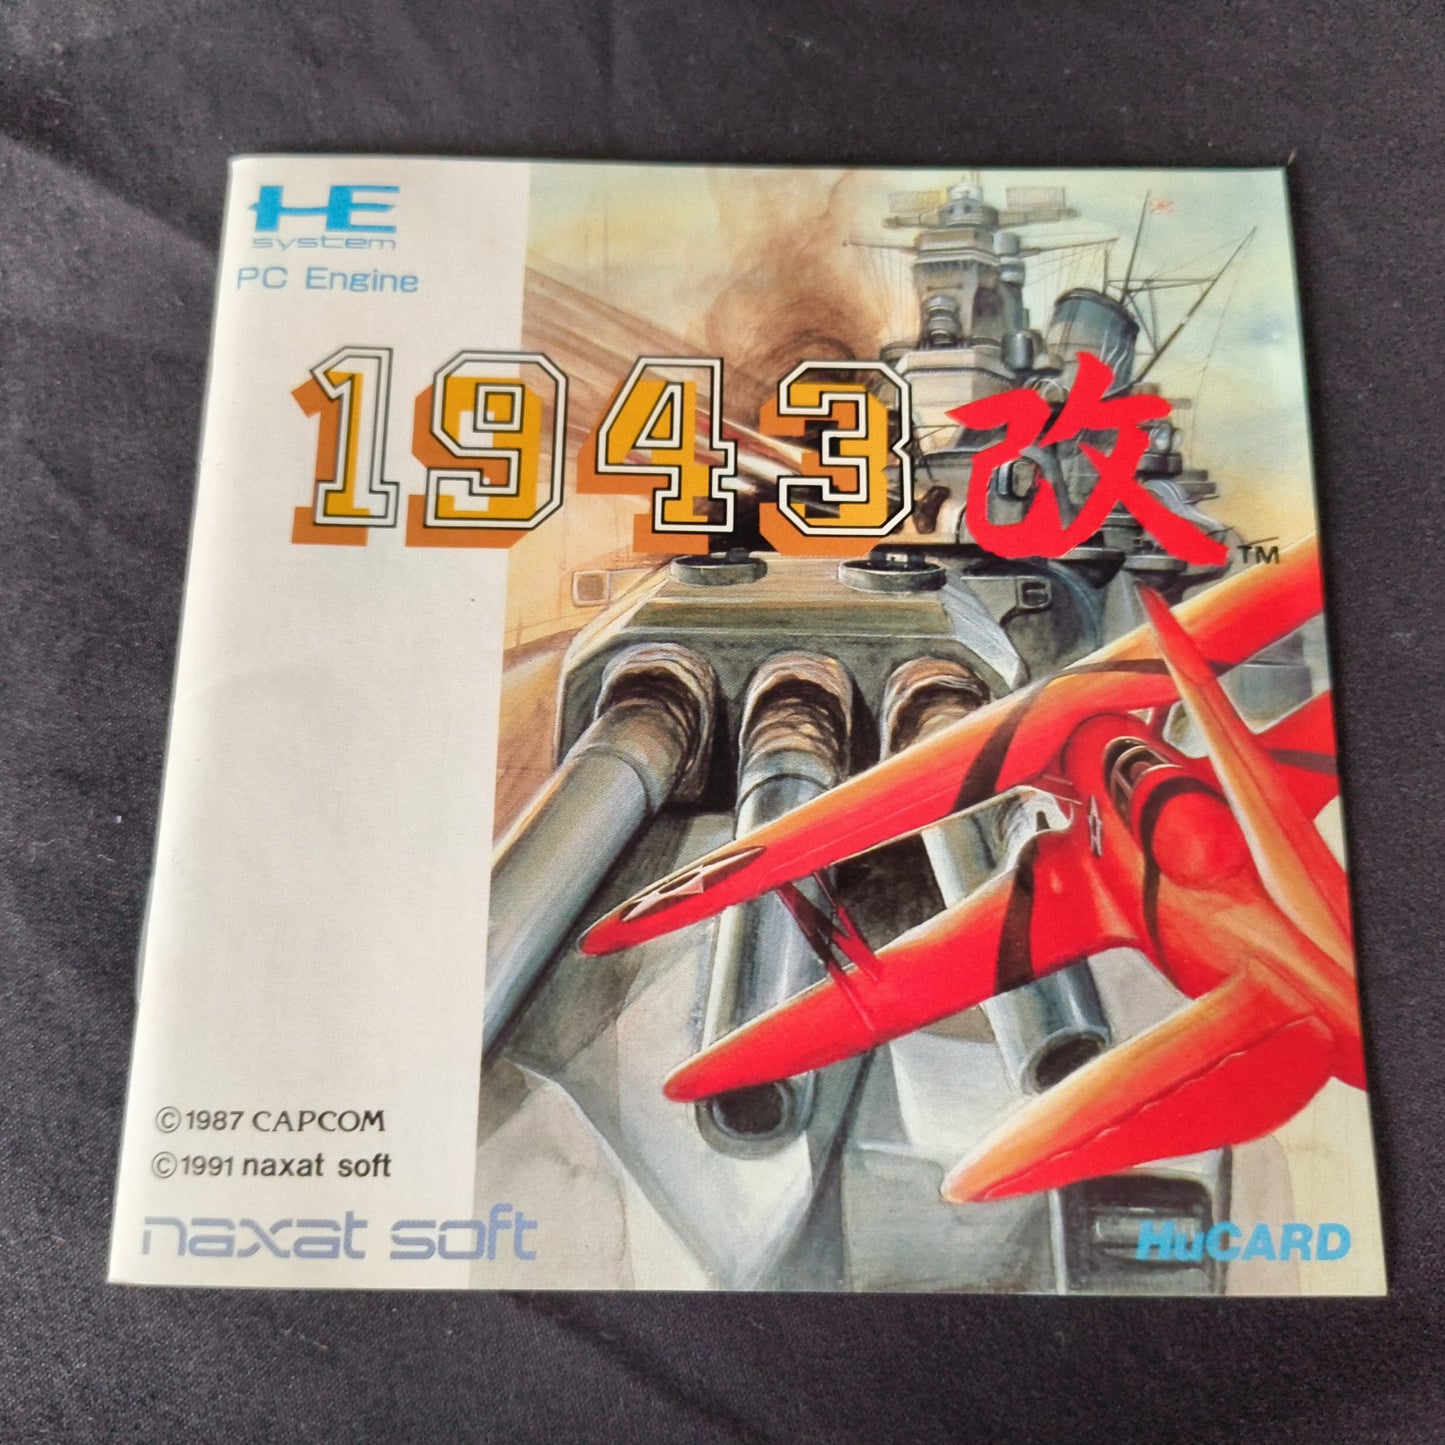 HE
system
PC Engine
1943改 TM
©1987 CAPCOM
©1991 naxat soft
naxat soft
HuCARD